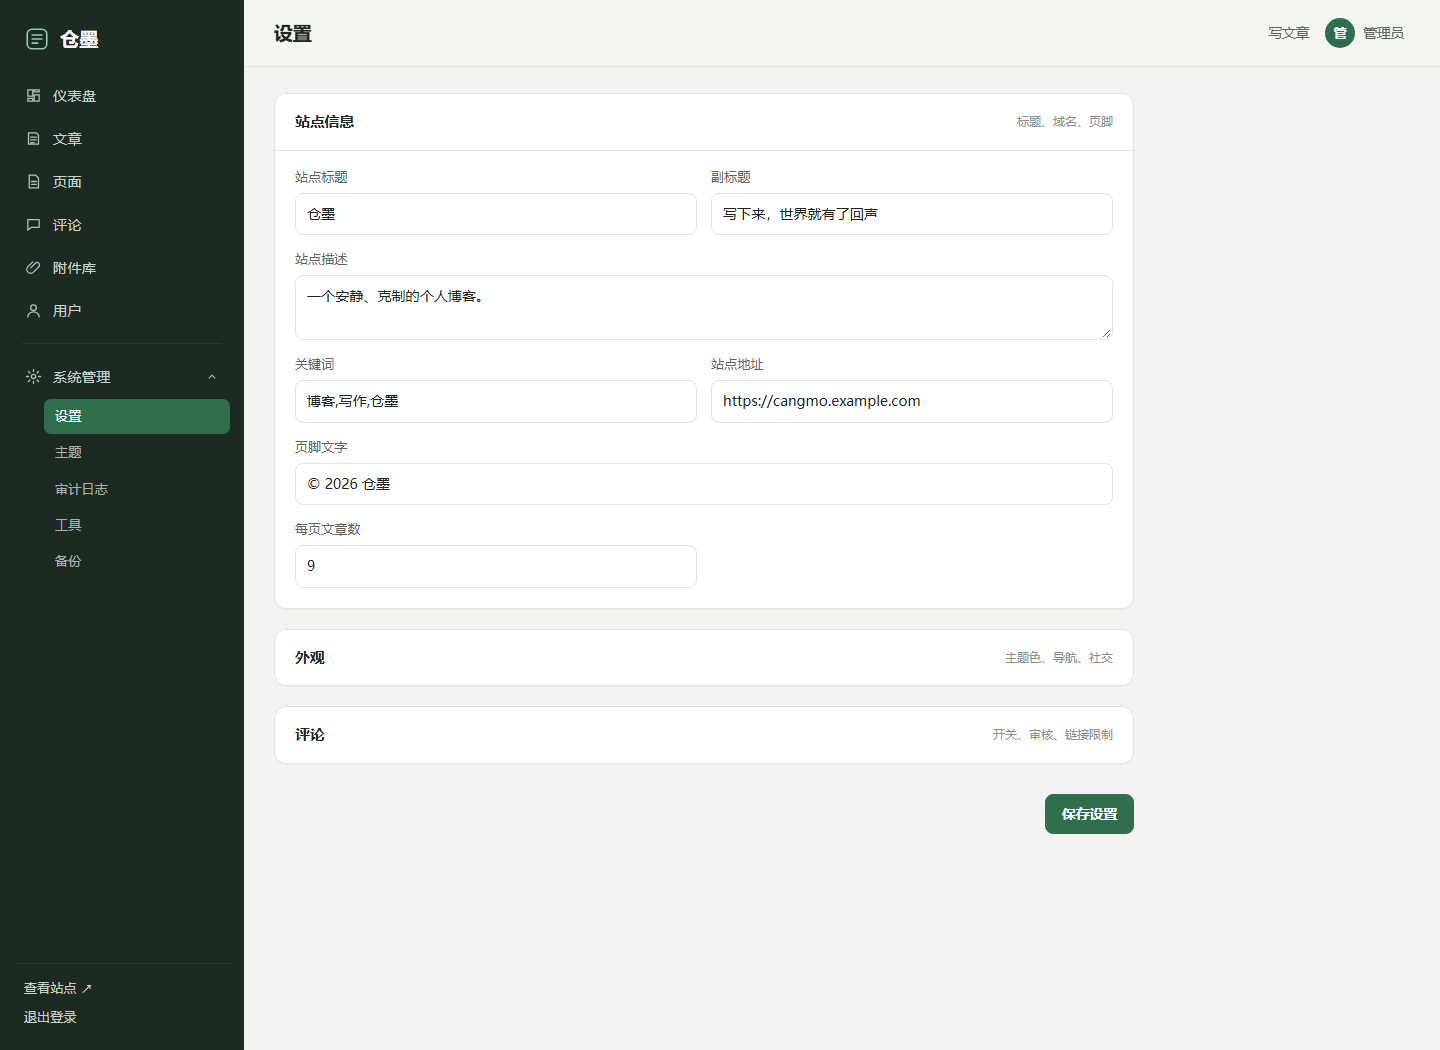 仓墨
仪表盘
文章
页面
评论
附件库
用户
系统管理
设置
主题
审计日志
工具
备份
查看站点 ↗
退出登录
设置
写文章
管
管理员
站点信息
标题、域名、页脚
站点标题
副标题
仓墨
写下来，世界就有了回声
站点描述
一个安静、克制的个人博客。
关键词
站点地址
博客,写作,仓墨
https://cangmo.example.com
页脚文字
© 2026 仓墨
每页文章数
9
外观
主题色、导航、社交
评论
开关、审核、链接限制
保存设置